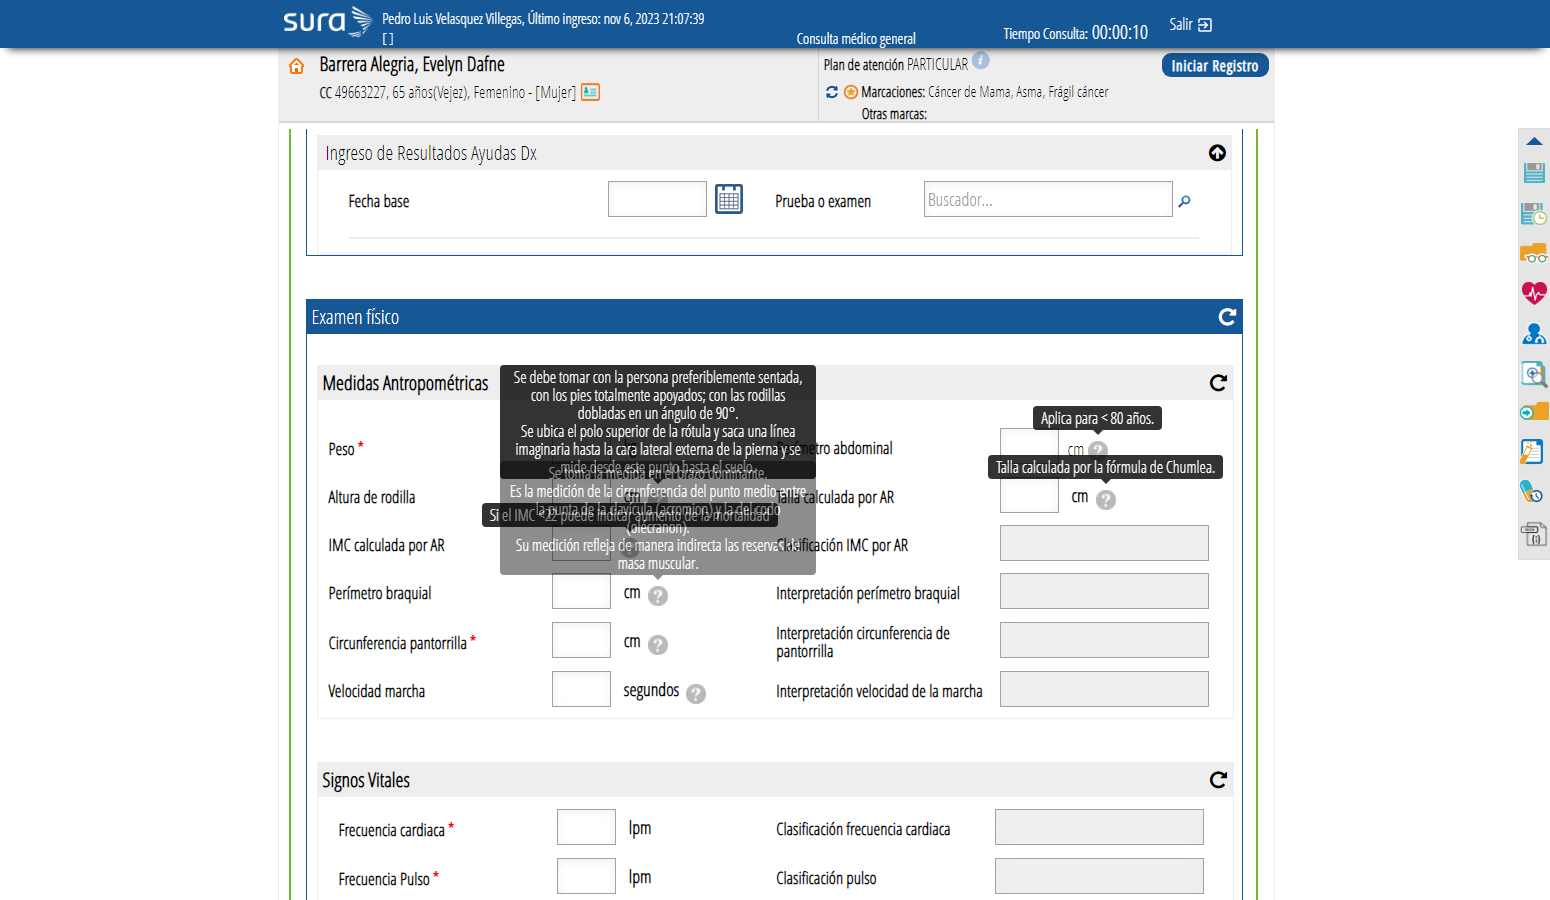 sura
Pedro Luis Velasquez Villegas, Último ingreso: nov 6, 2023 21:07:39
[ ]
Consulta médico general
Tiempo Consulta: 00:00:10
Salir
Barrera Alegria, Evelyn Dafne
CC 49663227, 65 años(Vejez), Femenino - [Mujer]
Plan de atención PARTICULAR
Marcaciones: Cáncer de Mama, Asma, Frágil cáncer
Otras marcas:
Iniciar Registro
Ingreso de Resultados Ayudas Dx
Fecha base
Prueba o examen
Buscador...
Examen físico
Medidas Antropométricas
Se debe tomar con la persona preferiblemente sentada,
con los pies totalmente apoyados; con las rodillas
dobladas en un ángulo de 90°.
Se ubica el polo superior de la rótula y saca una línea
imaginaria hasta la cara lateral externa de la pierna y se
mide desde este punto hasta el suelo.
Aplica para < 80 años.
Peso *
Perímetro abdominal
cm ?
Talla calculada por la fórmula de Chumlea.
Se toma la medida en el brazo dominante.
Es la medición de la circunferencia del punto medio entre
la punta de la clavícula (acromion) y la del codo
(olécranon).
Su medición refleja de manera indirecta las reservas de
masa muscular.
Altura de rodilla
cm
Talla calculada por AR
cm ?
Si el IMC <22 puede indicar aumento de la mortalidad
IMC calculada por AR
Clasificación IMC por AR
Perímetro braquial
cm ?
Interpretación perímetro braquial
Circunferencia pantorrilla *
cm ?
Interpretación circunferencia de
pantorrilla
Velocidad marcha
segundos ?
Interpretación velocidad de la marcha
Signos Vitales
Frecuencia cardiaca *
lpm
Clasificación frecuencia cardiaca
Frecuencia Pulso *
lpm
Clasificación pulso